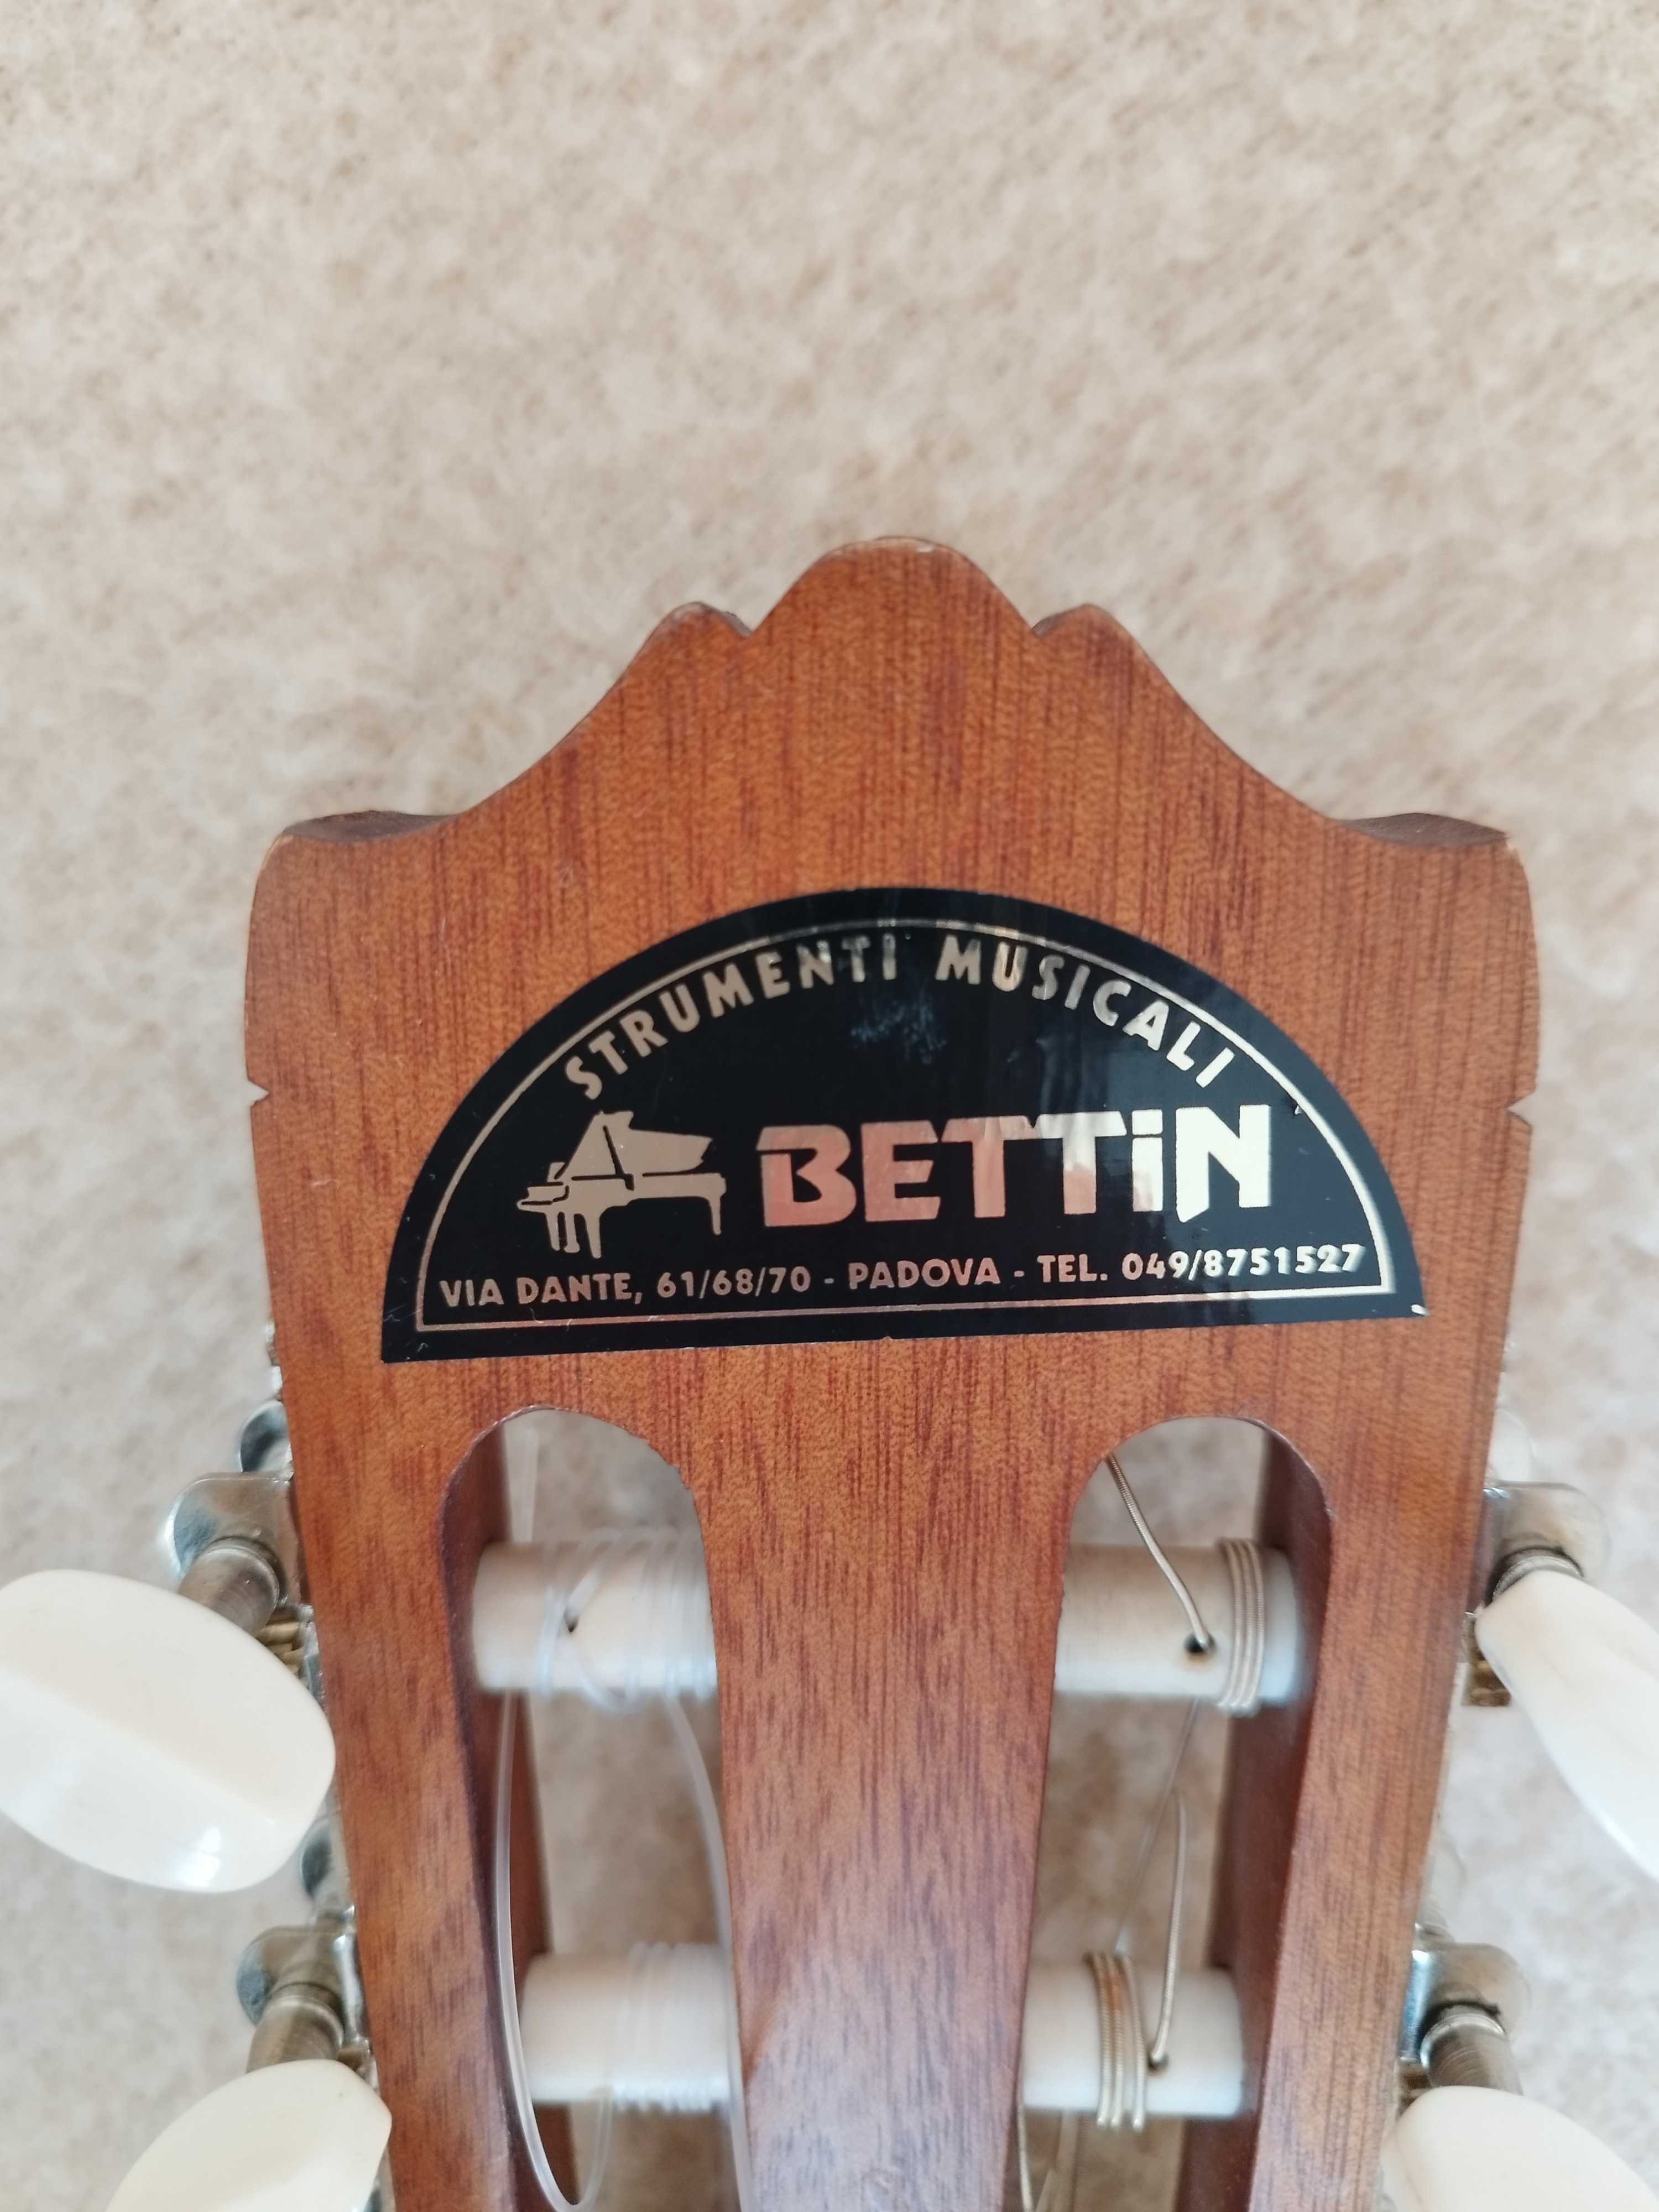 STRUMENTI MUSICALI
BETTiN
VIA DANTE, 61/68/70 - PADOVA - TEL. 049/8751527